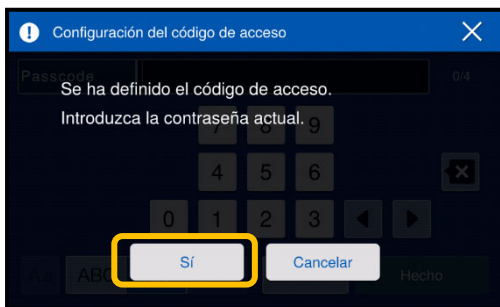 Configuración del código de acceso
Passcode
0/4
Se ha definido el código de acceso.
Introduzca la contraseña actual.
7 8 9
4 5 6
0 1 2 3
Sí
Cancelar
Aa ABC
Hecho